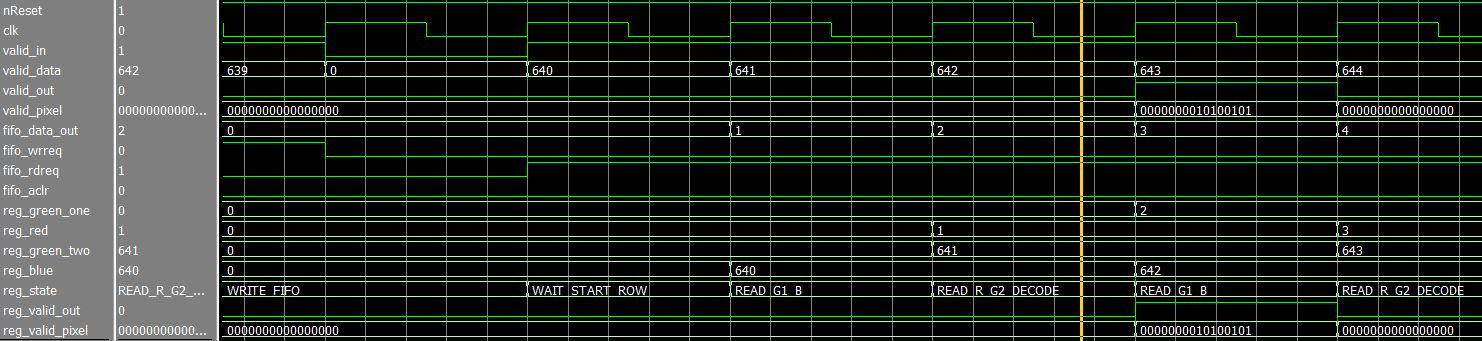 nReset 1
clk 0
valid_in 1
valid_data 642 639 0 640 641 642 643 644
valid_out 0
valid_pixel 00000000000... 0000000000000000 0000000010100101 0000000000000000
fifo_data_out 2 0 1 2 3 4
fifo_wrreq 0
fifo_rdreq 1
fifo_aclr 0
reg_green_one 0 0 2
reg_red 1 0 1 3
reg_green_two 641 0 641 643
reg_blue 640 0 640 642
reg_state READ_R_G2_... WRITE_FIFO WAIT_START_ROW READ_G1_B READ_R_G2_DECODE READ_G1_B READ_R_G2_DECODE
reg_valid_out 0
reg_valid_pixel 00000000000... 0000000000000000 0000000010100101 0000000000000000